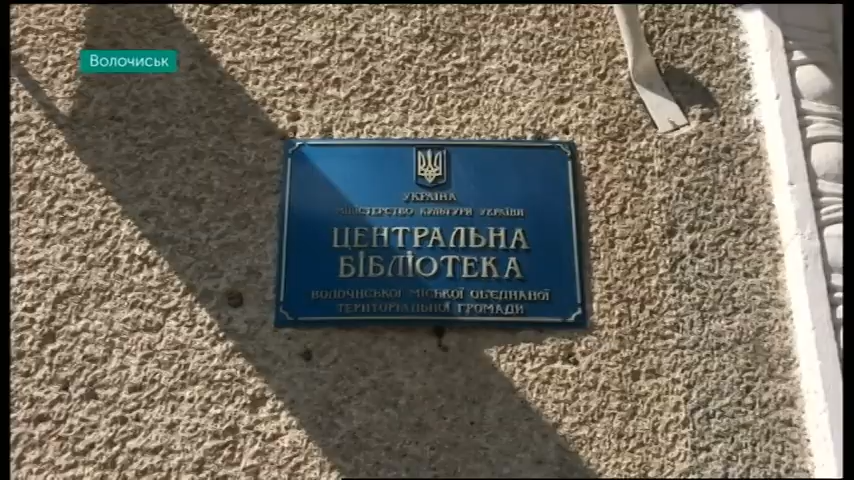 Волочиськ
УКРАЇНА
МІНІСТЕРСТВО КУЛЬТУРИ УКРАЇНИ
ЦЕНТРАЛЬНА
БІБЛІОТЕКА
ВОЛОЧИСЬКОЇ МІСЬКОЇ ОБ'ЄДНАНОЇ
ТЕРИТОРІАЛЬНОЇ ГРОМАДИ